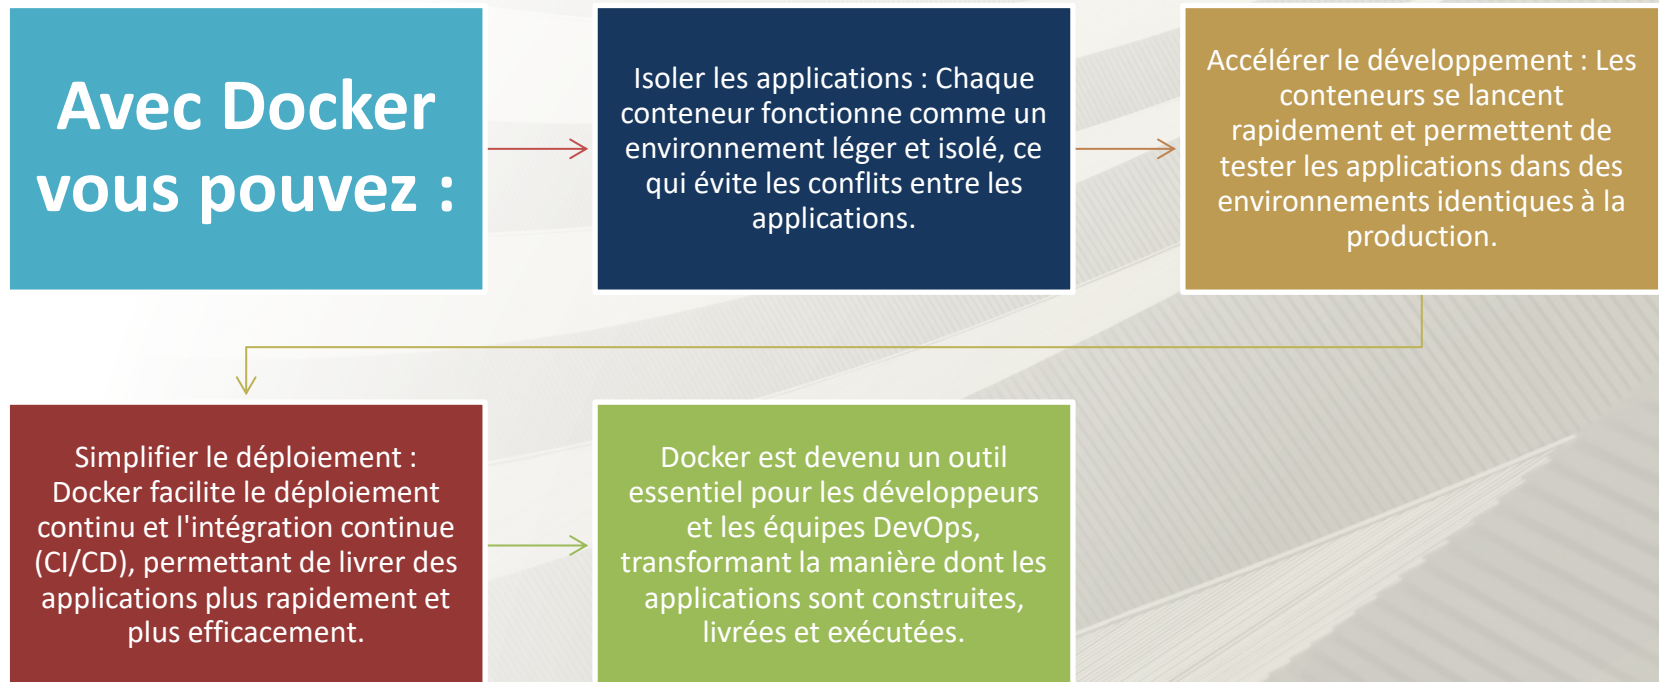 Avec Docker
vous pouvez :
Isoler les applications : Chaque
conteneur fonctionne comme un
environnement léger et isolé, ce
qui évite les conflits entre les
applications.
Accélérer le développement : Les
conteneurs se lancent
rapidement et permettent de
tester les applications dans des
environnements identiques à la
production.
Simplifier le déploiement :
Docker facilite le déploiement
continu et l'intégration continue
(CI/CD), permettant de livrer des
applications plus rapidement et
plus efficacement.
Docker est devenu un outil
essentiel pour les développeurs
et les équipes DevOps,
transformant la manière dont les
applications sont construites,
livrées et exécutées.